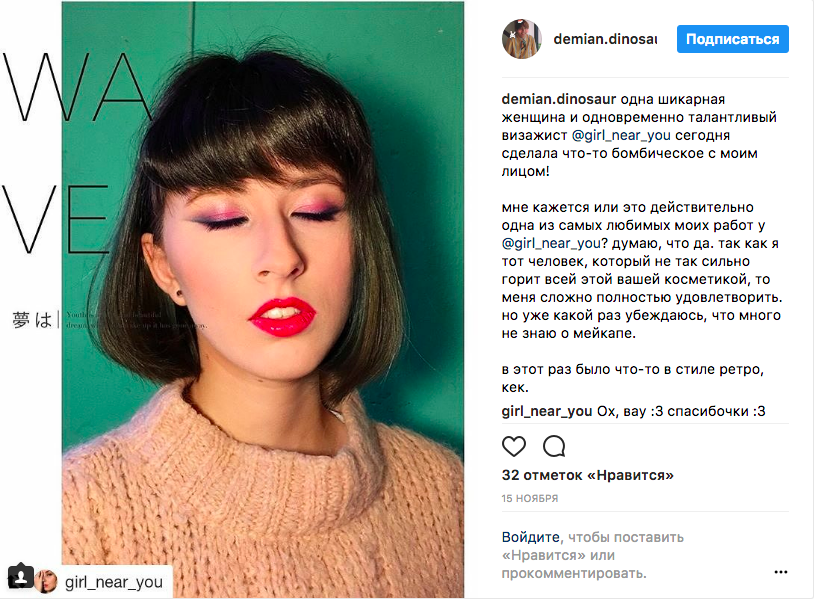 WA
VE
夢は
demian.dinosau
Подписаться
demian.dinosaur одна шикарная
женщина и одновременно талантливый
визажист @girl_near_you сегодня
сделала что-то бомбическое с моим
лицом!
мне кажется или это действительно
одна из самых любимых моих работ у
@girl_near_you? думаю, что да. так как я
тот человек, который не так сильно
горит всей этой вашей косметикой, то
меня сложно полностью удовлетворить.
но уже какой раз убеждаюсь, что много
не знаю о мейкапе.
в этот раз было что-то в стиле ретро,
кек.
girl_near_you Ох, вау :3 спасибочки :3
32 отметок «Нравится»
15 НОЯБРЯ
Войдите, чтобы поставить
«Нравится» или
прокомментировать.
girl_near_you